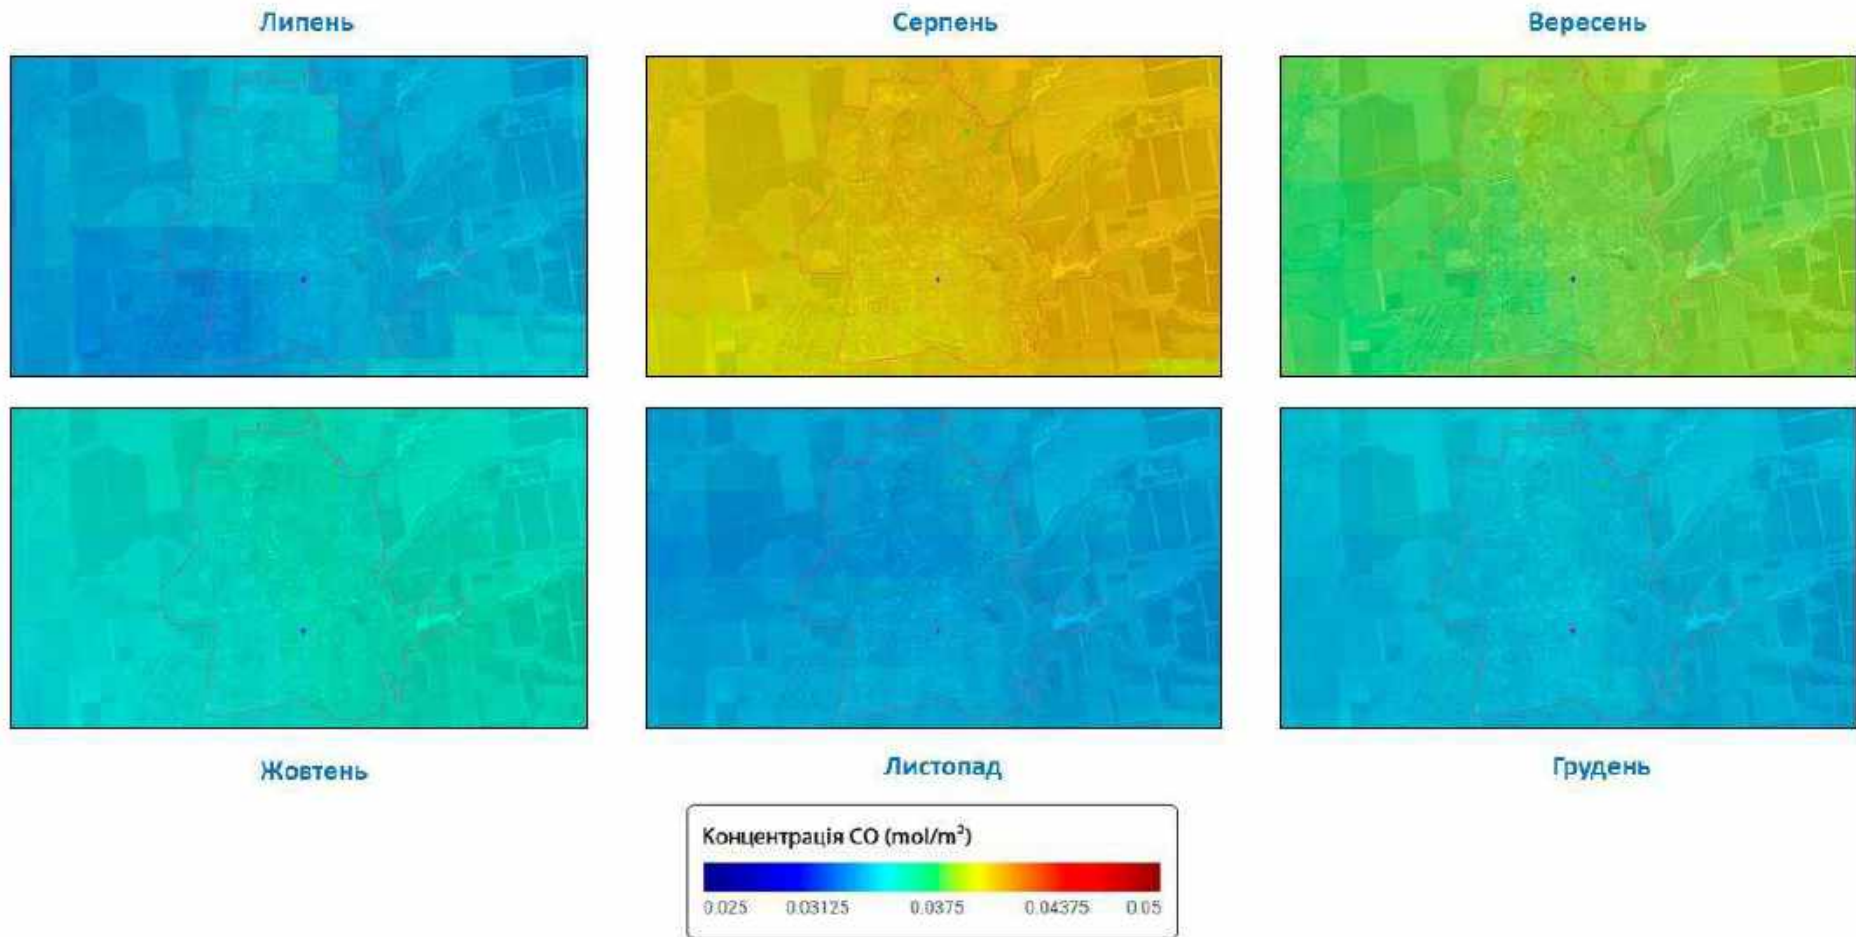 Липень
Серпень
Вересень
Жовтень
Листопад
Грудень
Концентрація CO (mol/m²)
0.025 0.03125 0.0375 0.04375 0.05